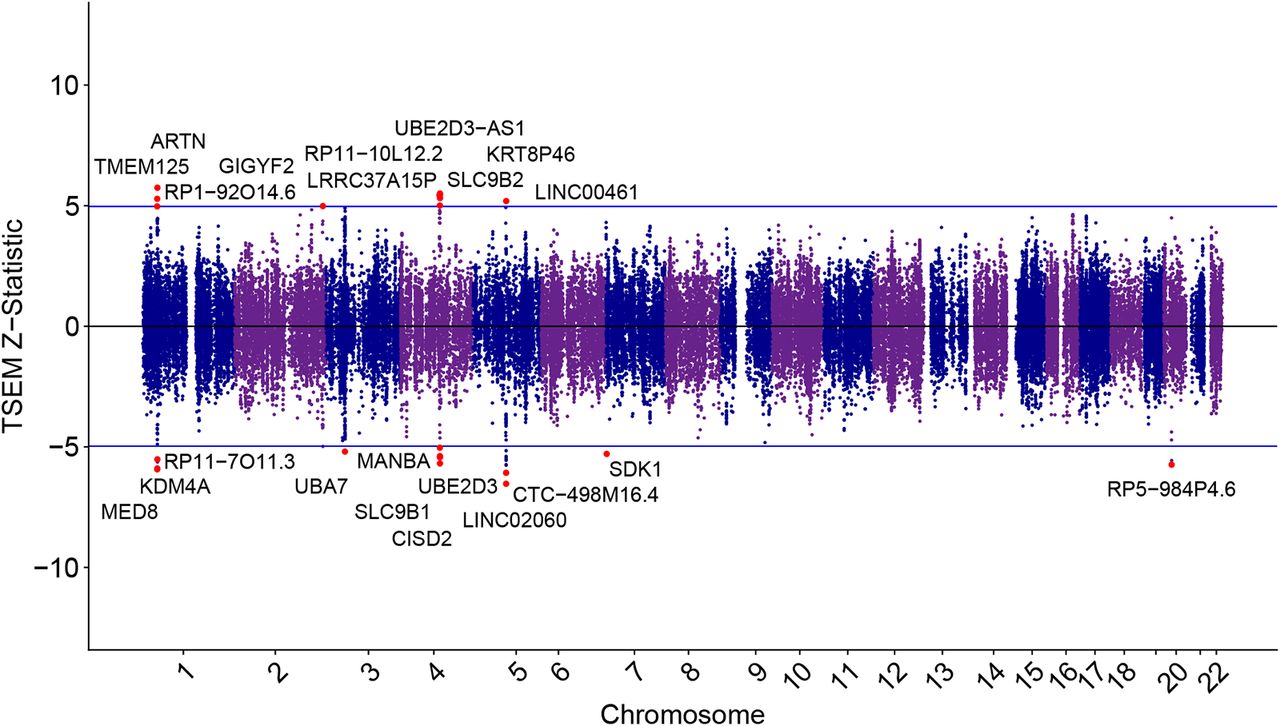 10
UBE2D3−AS1
ARTN
RP11−10L12.2
KRT8P46
TMEM125
GIGYF2
LRRC37A15P
SLC9B2
RP1−92O14.6
LINC00461
5
TSEM Z−Statistic
0
−5
RP11−7O11.3
MANBA
SDK1
KDM4A
UBA7
UBE2D3
CTC−498M16.4
RP5−984P4.6
MED8
SLC9B1
LINC02060
CISD2
−10
1 2 3 4 5 6 7 8 9 10 11 12 13 14 15 16 17 18 20 22
Chromosome